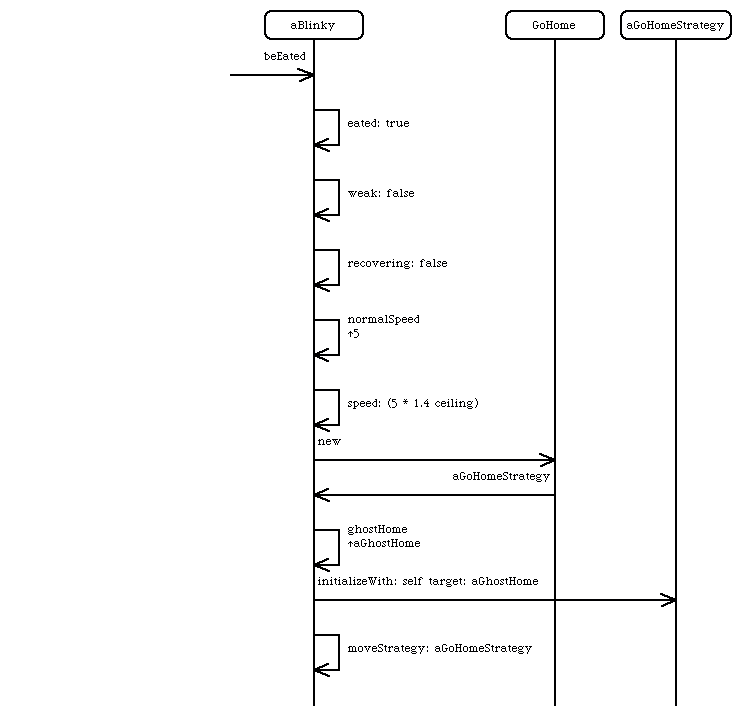 aBlinky
GoHome
aGoHomeStrategy
beEated
eated: true
weak: false
recovering: false
normalSpeed
↑5
speed: (5 * 1.4 ceiling)
new
aGoHomeStrategy
ghostHome
↑aGhostHome
initializeWith: self target: aGhostHome
moveStrategy: aGoHomeStrategy